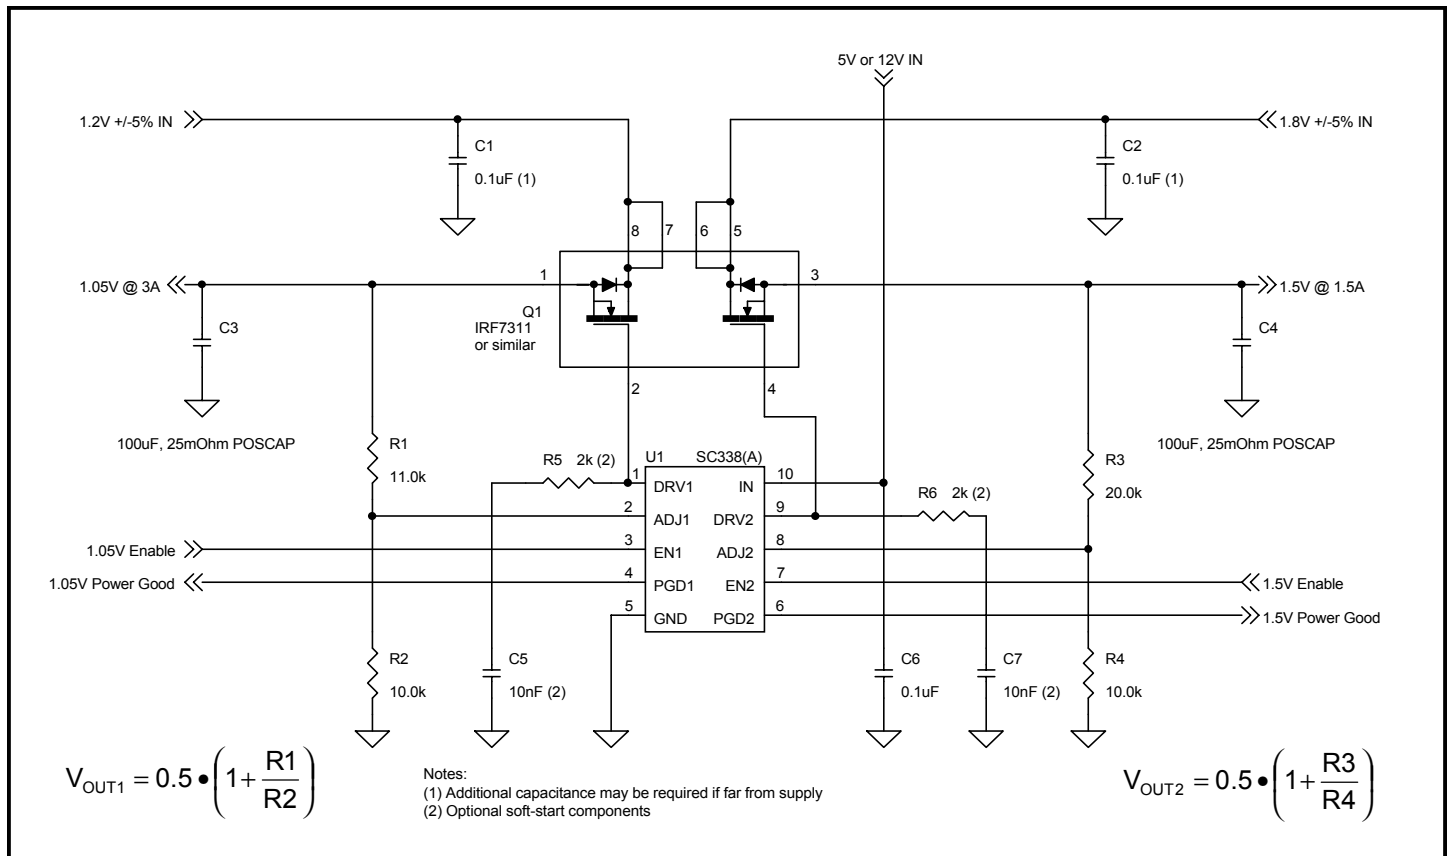 5V or 12V IN
1.2V +/-5% IN
1.8V +/-5% IN
C1
0.1uF (1)
C2
0.1uF (1)
8
7
6
5
1.05V @ 3A
1
3
1.5V @ 1.5A
Q1
IRF7311
or similar
C3
C4
2
4
100uF, 25mOhm POSCAP
100uF, 25mOhm POSCAP
R1
11.0k
R3
20.0k
R5 2k (2)
U1
SC338(A)
R6 2k (2)
1 DRV1 IN 10
2 ADJ1 DRV2 9
3 EN1 ADJ2 8
4 PGD1 EN2 7
5 GND PGD2 6
1.05V Enable
1.05V Power Good
1.5V Enable
1.5V Power Good
R2
10.0k
C5
10nF (2)
C6
0.1uF
C7
10nF (2)
R4
10.0k
VOUT1 = 0.5 • (1 + R1/R2)
VOUT2 = 0.5 • (1 + R3/R4)
Notes:
(1) Additional capacitance may be required if far from supply
(2) Optional soft-start components